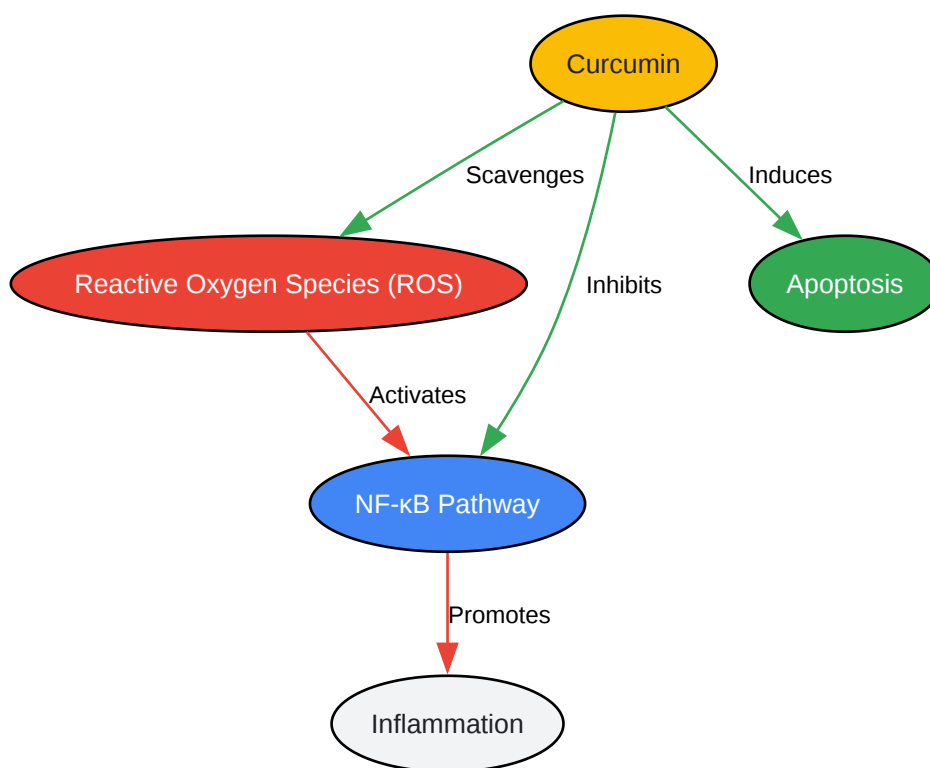 Curcumin
Scavenges
Induces
Reactive Oxygen Species (ROS)
Inhibits
Apoptosis
Activates
NF-κB Pathway
Promotes
Inflammation